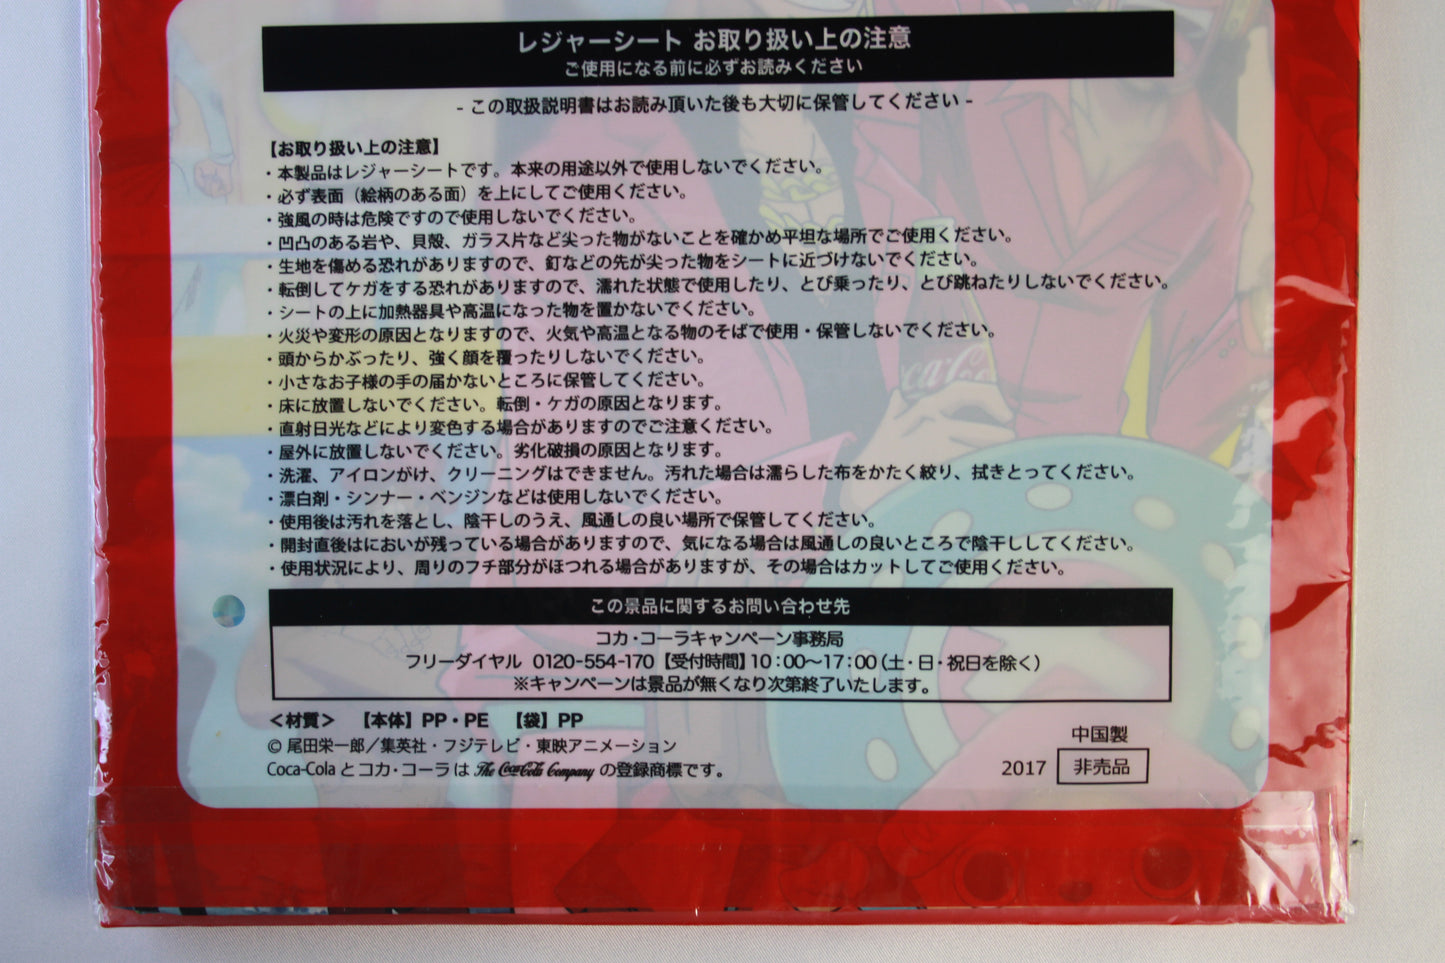 レジャーシート お取り扱い上の注意
ご使用になる前に必ずお読みください
- この取扱説明書はお読み頂いた後も大切に保管してください -
【お取り扱い上の注意】
・本製品はレジャーシートです。本来の用途以外で使用しないでください。
・必ず表面（絵柄のある面）を上にしてご使用ください。
・強風の時は危険ですので使用しないでください。
・凹凸のある岩や、貝殻、ガラス片など尖った物がないことを確かめ平坦な場所でご使用ください。
・生地を傷める恐れがありますので、釘などの先が尖った物をシートに近づけないでください。
・転倒してケガをする恐れがありますので、濡れた状態で使用したり、とび乗ったり、とび跳ねたりしないでください。
・シートの上に加熱器具や高温になった物を置かないでください。
・火災や変形の原因となりますので、火気や高温となる物のそばで使用・保管しないでください。
・頭からかぶったり、強く顔を覆ったりしないでください。
・小さなお子様の手の届かないところに保管してください。
・床に放置しないでください。転倒・ケガの原因となります。
・直射日光などにより変色する場合がありますのでご注意ください。
・屋外に放置しないでください。劣化破損の原因となります。
・洗濯、アイロンがけ、クリーニングはできません。汚れた場合は濡らした布をかたく絞り、拭きとってください。
・漂白剤・シンナー・ベンジンなどは使用しないでください。
・使用後は汚れを落とし、陰干しのうえ、風通しの良い場所で保管してください。
・開封直後はにおいが残っている場合がありますので、気になる場合は風通しの良いところで陰干ししてください。
・使用状況により、周りのフチ部分がほつれる場合がありますが、その場合はカットしてご使用ください。
この景品に関するお問い合わせ先
コカ・コーラキャンペーン事務局
フリーダイヤル 0120-554-170【受付時間】10：00〜17：00（土・日・祝日を除く）
※キャンペーンは景品が無くなり次第終了いたします。
＜材質＞ 【本体】PP・PE 【袋】PP
© 尾田栄一郎／集英社・フジテレビ・東映アニメーション
Coca-Cola とコカ・コーラは The Coca-Cola Company の登録商標です。
中国製
2017 非売品